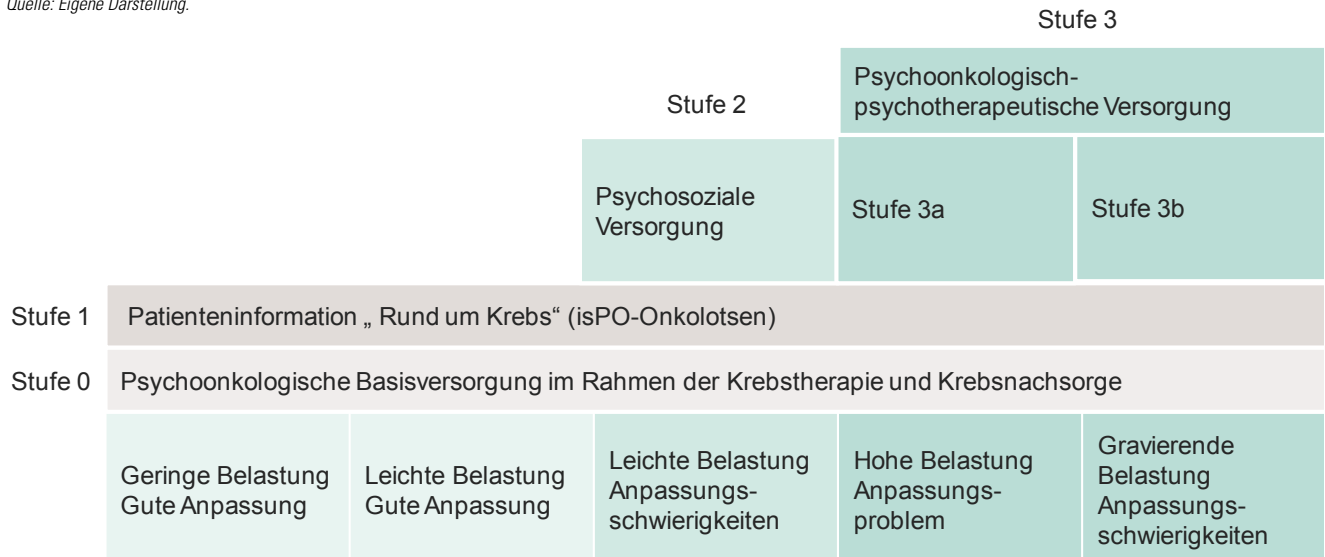 Quelle: Eigene Darstellung.
Stufe 3
Psychoonkologisch-
psychotherapeutische Versorgung
Stufe 2
Psychosoziale
Versorgung
Stufe 3a
Stufe 3b
Stufe 1
Patienteninformation „ Rund um Krebs“ (isPO-Onkolotsen)
Stufe 0
Psychoonkologische Basisversorgung im Rahmen der Krebstherapie und Krebsnachsorge
Geringe Belastung
Gute Anpassung
Leichte Belastung
Gute Anpassung
Leichte Belastung
Anpassungs-
schwierigkeiten
Hohe Belastung
Anpassungs-
problem
Gravierende
Belastung
Anpassungs-
schwierigkeiten